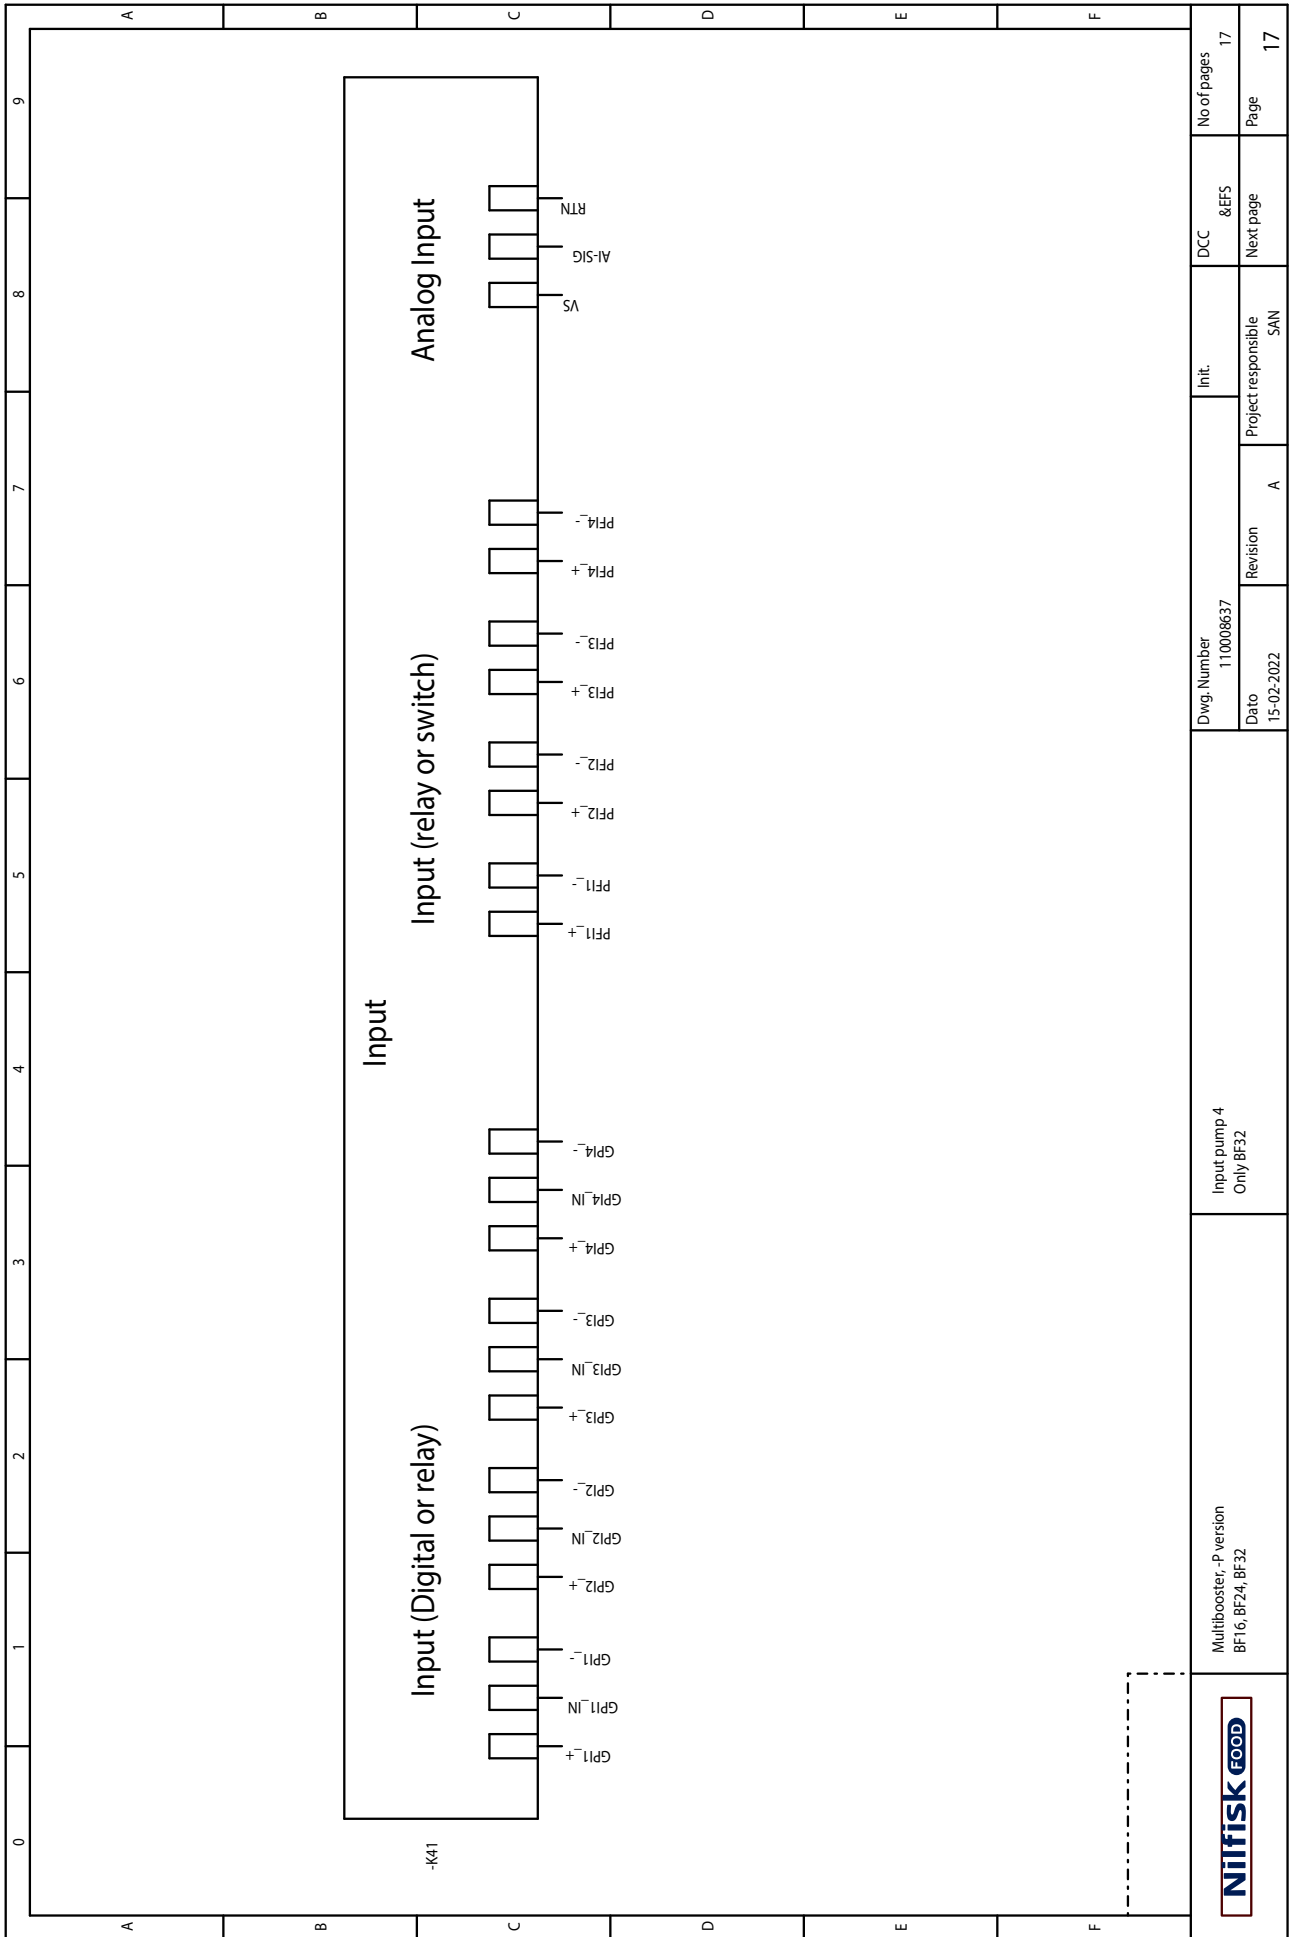 0 1 2 3 4 5 6 7 8 9
A A
B B
Input
-K41
Input (Digital or relay) Input (relay or switch) Analog Input
C C
GPI1_+ GPI1_IN GPI1_- GPI2_+ GPI2_IN GPI2_- GPI3_+ GPI3_IN GPI3_- GPI4_+ GPI4_IN GPI4_- PFI1_+ PFI1_- PFI2_+ PFI2_- PFI3_+ PFI3_- PFI4_+ PFI4_- VS AI-SIG RTN
D D
E E
F F
Nilfisk FOOD
Multibooster, -P version
BF16, BF24, BF32
Input pump 4
Only BF32
Dwg. Number
110008637
Init.
DCC
&EFS
No of pages
17
Dato
15-02-2022
Revision
A
Project responsible
SAN
Next page
Page
17